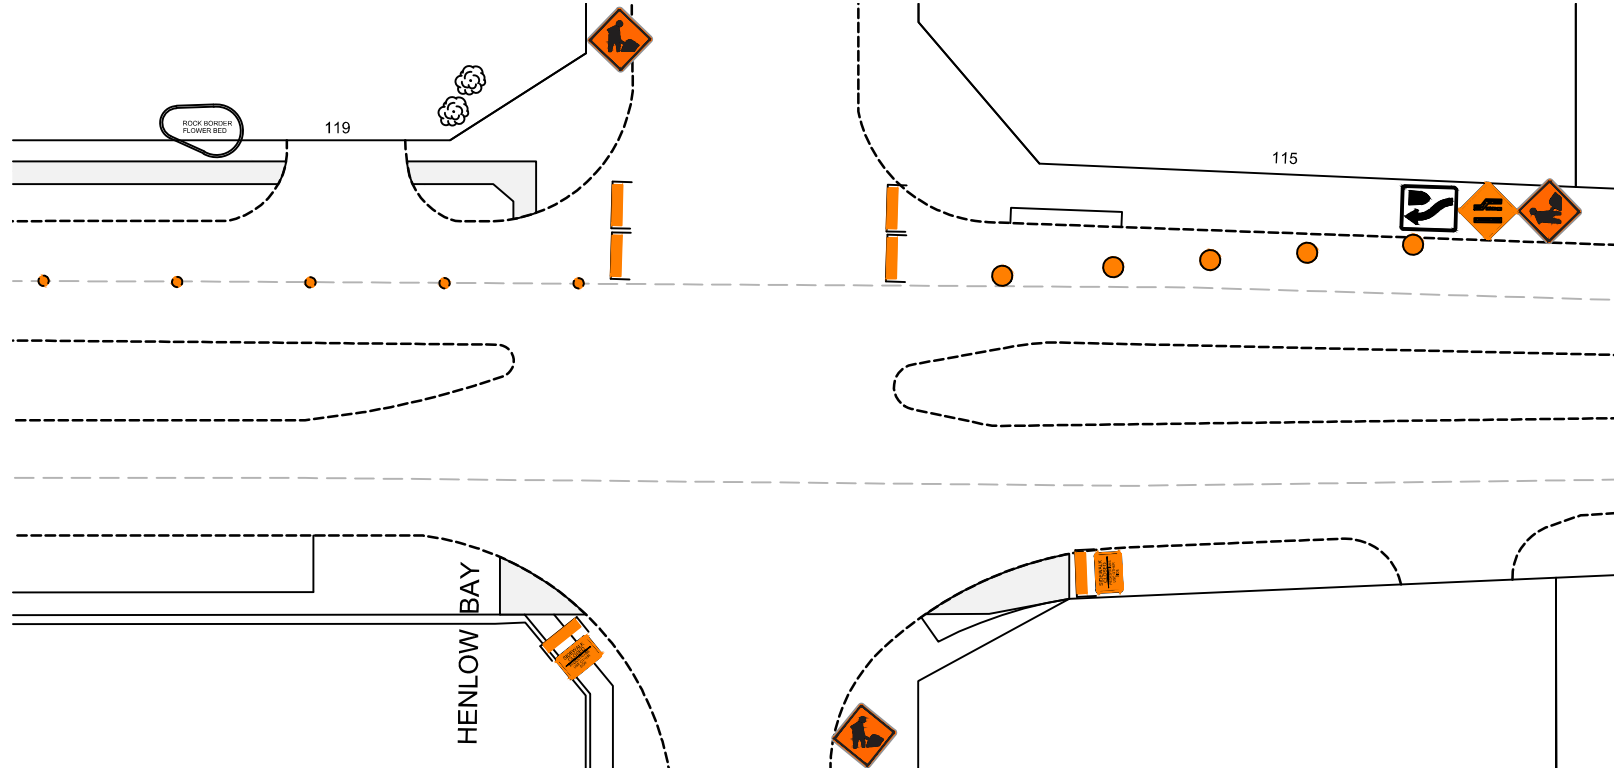 119
ROCK BORDER
FLOWER BED
115
HENLOW BAY